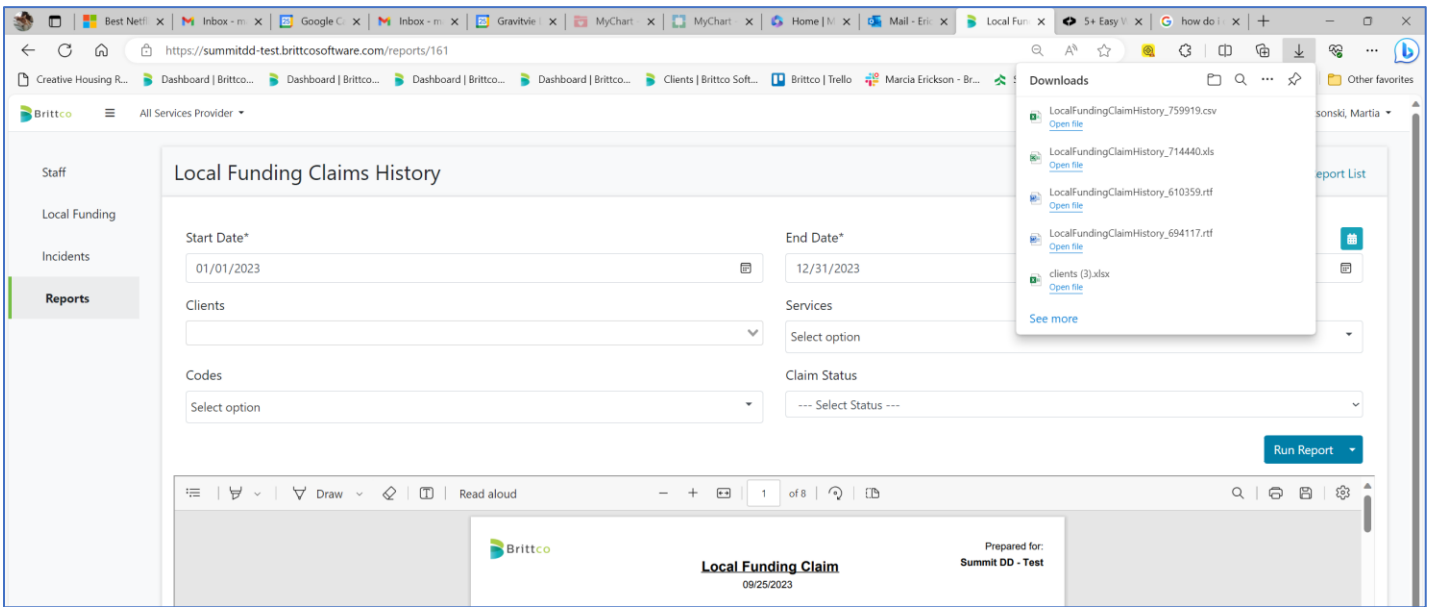 Best Netfl
Inbox - m
Google C
Inbox - m
Gravitvie
MyChart
MyChart
Home | M
Mail - Eric
Local Fun
5+ Easy W
how do i
https://summitdd-test.brittcosoftware.com/reports/161
Creative Housing R...
Dashboard | Brittco...
Dashboard | Brittco...
Dashboard | Brittco...
Dashboard | Brittco...
Clients | Brittco Soft...
Brittco | Trello
Marcia Erickson - Br...
Other favorites
Downloads
LocalFundingClaimHistory_759919.csv
Open file
LocalFundingClaimHistory_714440.xls
Open file
LocalFundingClaimHistory_610359.rtf
Open file
LocalFundingClaimHistory_694117.rtf
Open file
clients (3).xlsx
Open file
See more
Brittco
All Services Provider
sonski, Martia
Staff
Local Funding
Incidents
Reports
Local Funding Claims History
eport List
Start Date*
End Date*
01/01/2023
12/31/2023
Clients
Services
Select option
Codes
Claim Status
Select option
--- Select Status ---
Run Report
Draw
Read aloud
1 of 8
Brittco
Prepared for:
Local Funding Claim
Summit DD - Test
09/25/2023